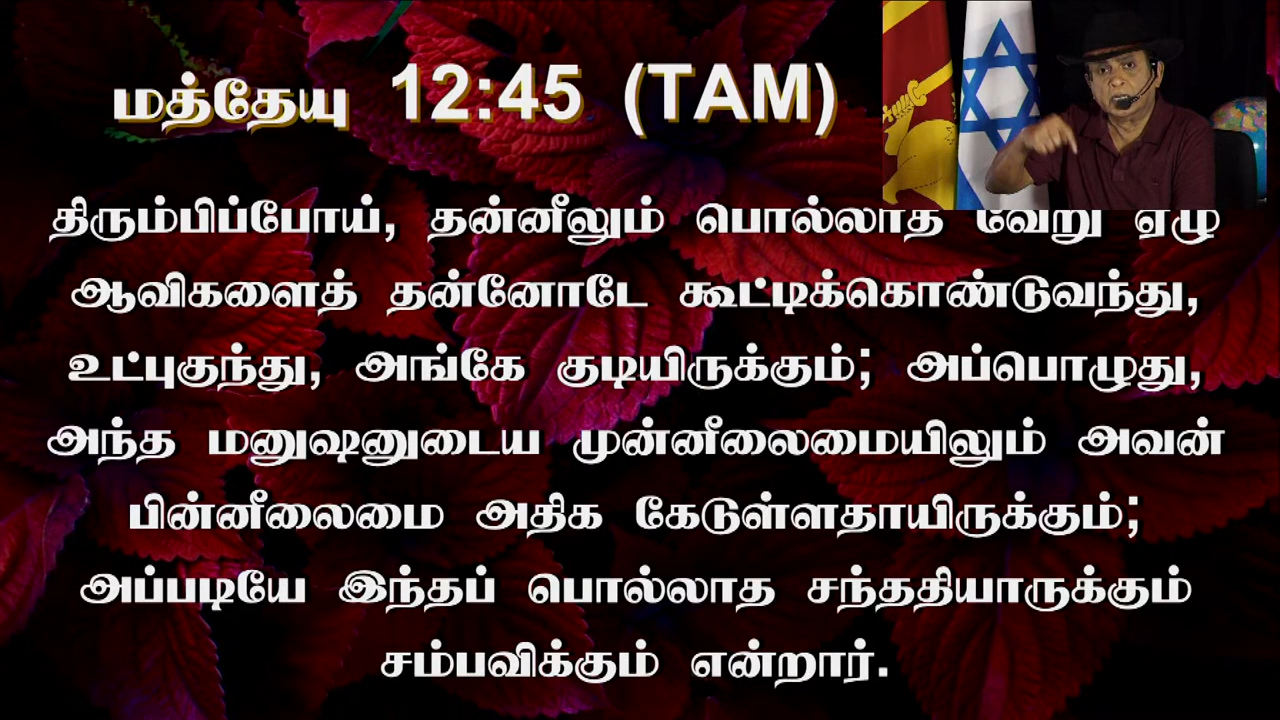 மத்தேயு 12:45 (TAM)
திரும்பிப்போய், தன்னீலும் பொல்லாத வேறு ஏழு
ஆவிகளைத் தன்னோடே கூட்டிக்கொண்டுவந்து,
உட்புகுந்து, அங்கே குடியிருக்கும்; அப்பொழுது,
அந்த மனுஷனுடைய முன்னீலைமையிலும் அவன்
பின்னீலைமை அதிக கேடுள்ளதாயிருக்கும்;
அப்படியே இந்தப் பொல்லாத சந்ததியாருக்கும்
சம்பவிக்கும் என்றார்.